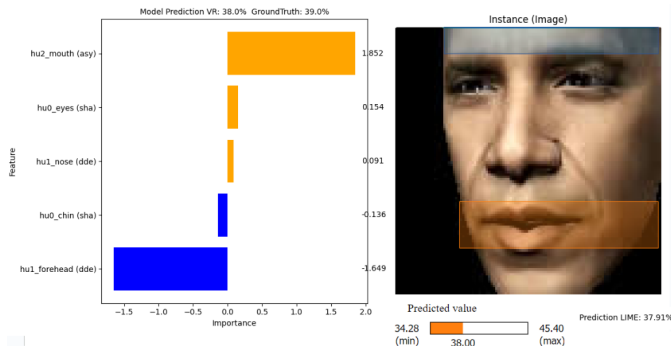 Model Prediction VR: 38.0%  GroundTruth: 39.0%
Instance (Image)
Feature
hu2_mouth (asy)
1.852
hu0_eyes (sha)
0.154
hu1_nose (dde)
0.091
hu0_chin (sha)
-0.136
hu1_forehead (dde)
-1.649
−1.5 −1.0 −0.5 0.0 0.5 1.0 1.5 2.0
Importance
Predicted value
Prediction LIME: 37.91%
34.28 45.40
(min) 38.00 (max)